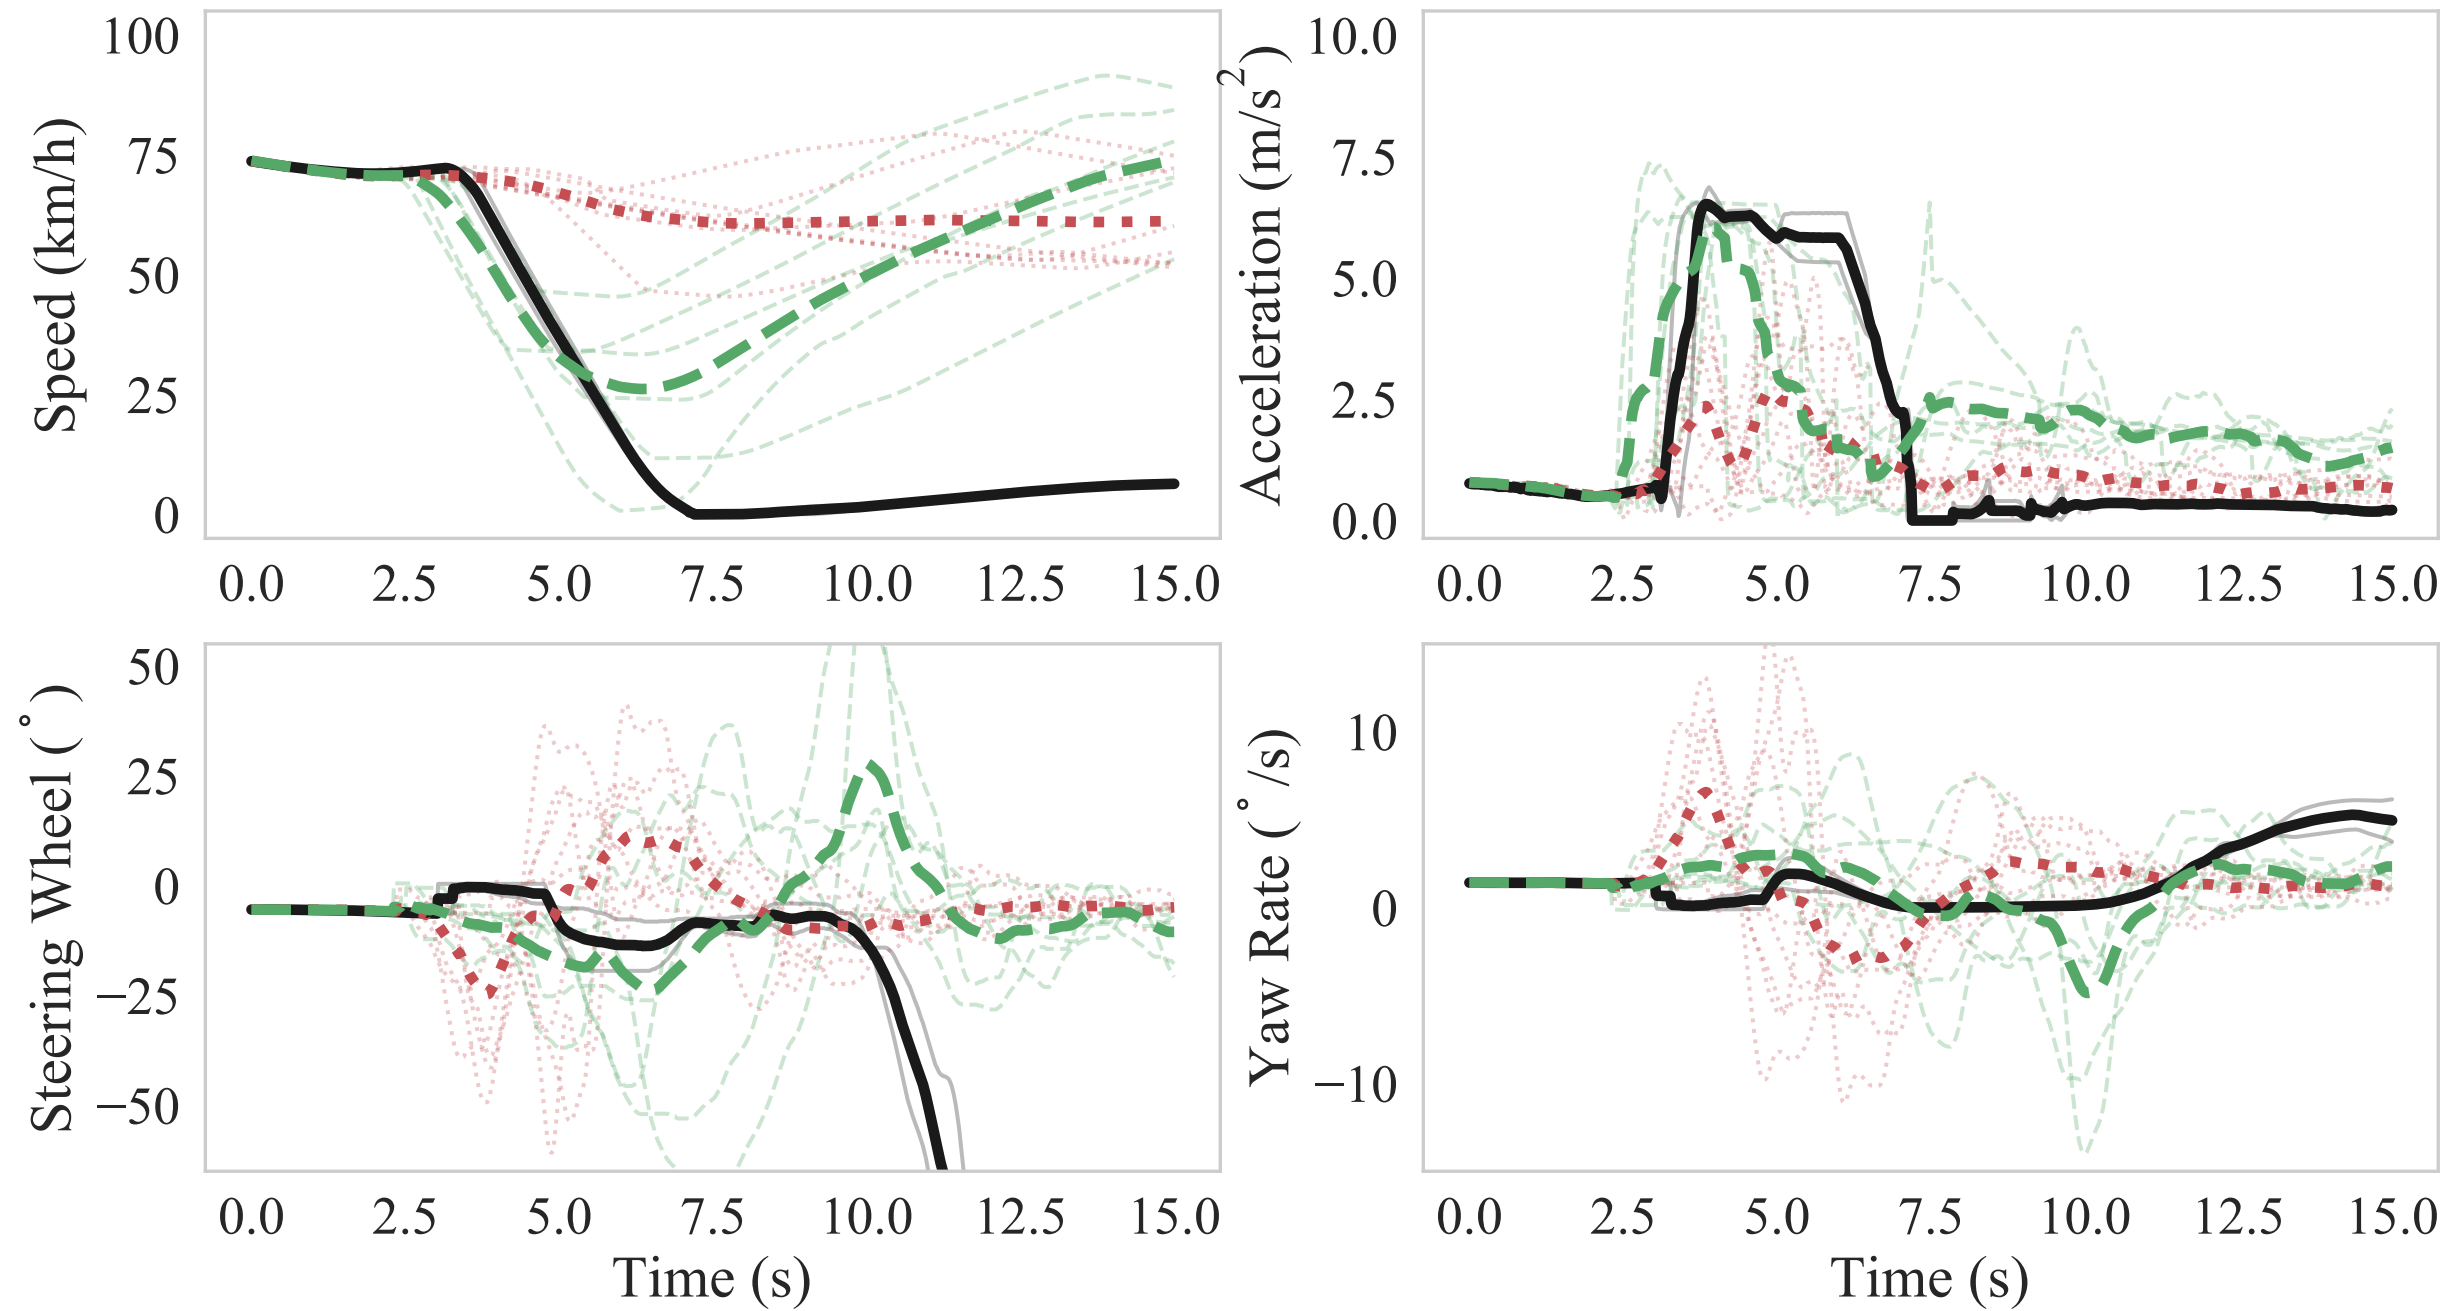 Speed (km/h)
100
75
50
25
0
0.0 2.5 5.0 7.5 10.0 12.5 15.0
Acceleration (m/s²)
10.0
7.5
5.0
2.5
0.0
0.0 2.5 5.0 7.5 10.0 12.5 15.0
Steering Wheel (˚)
50
25
0
−25
−50
0.0 2.5 5.0 7.5 10.0 12.5 15.0
Time (s)
Yaw Rate (˚/s)
10
0
−10
0.0 2.5 5.0 7.5 10.0 12.5 15.0
Time (s)